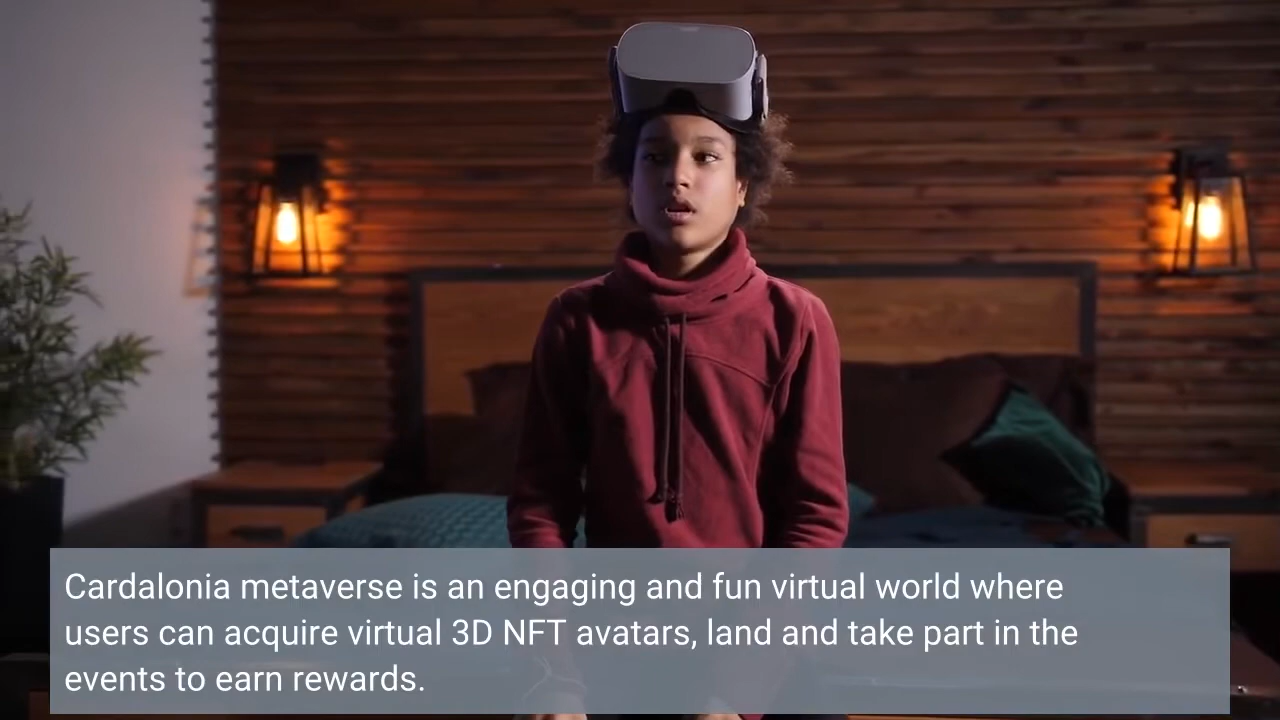 Cardalonia metaverse is an engaging and fun virtual world where
users can acquire virtual 3D NFT avatars, land and take part in the
events to earn rewards.